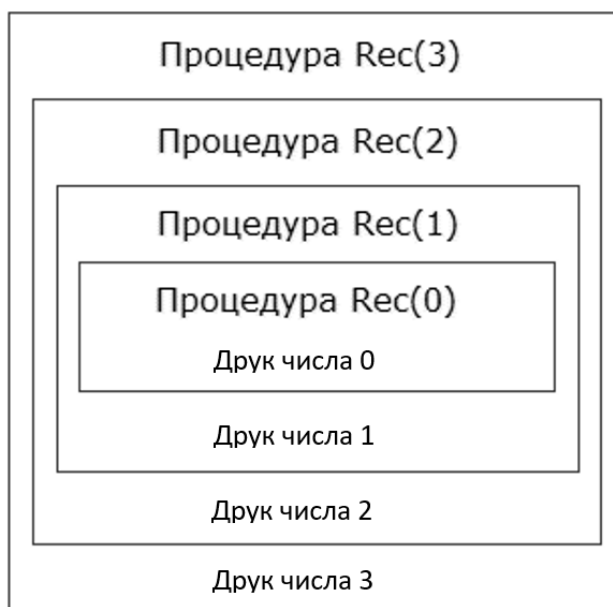 Процедура Rec(3)
Процедура Rec(2)
Процедура Rec(1)
Процедура Rec(0)
Друк числа 0
Друк числа 1
Друк числа 2
Друк числа 3